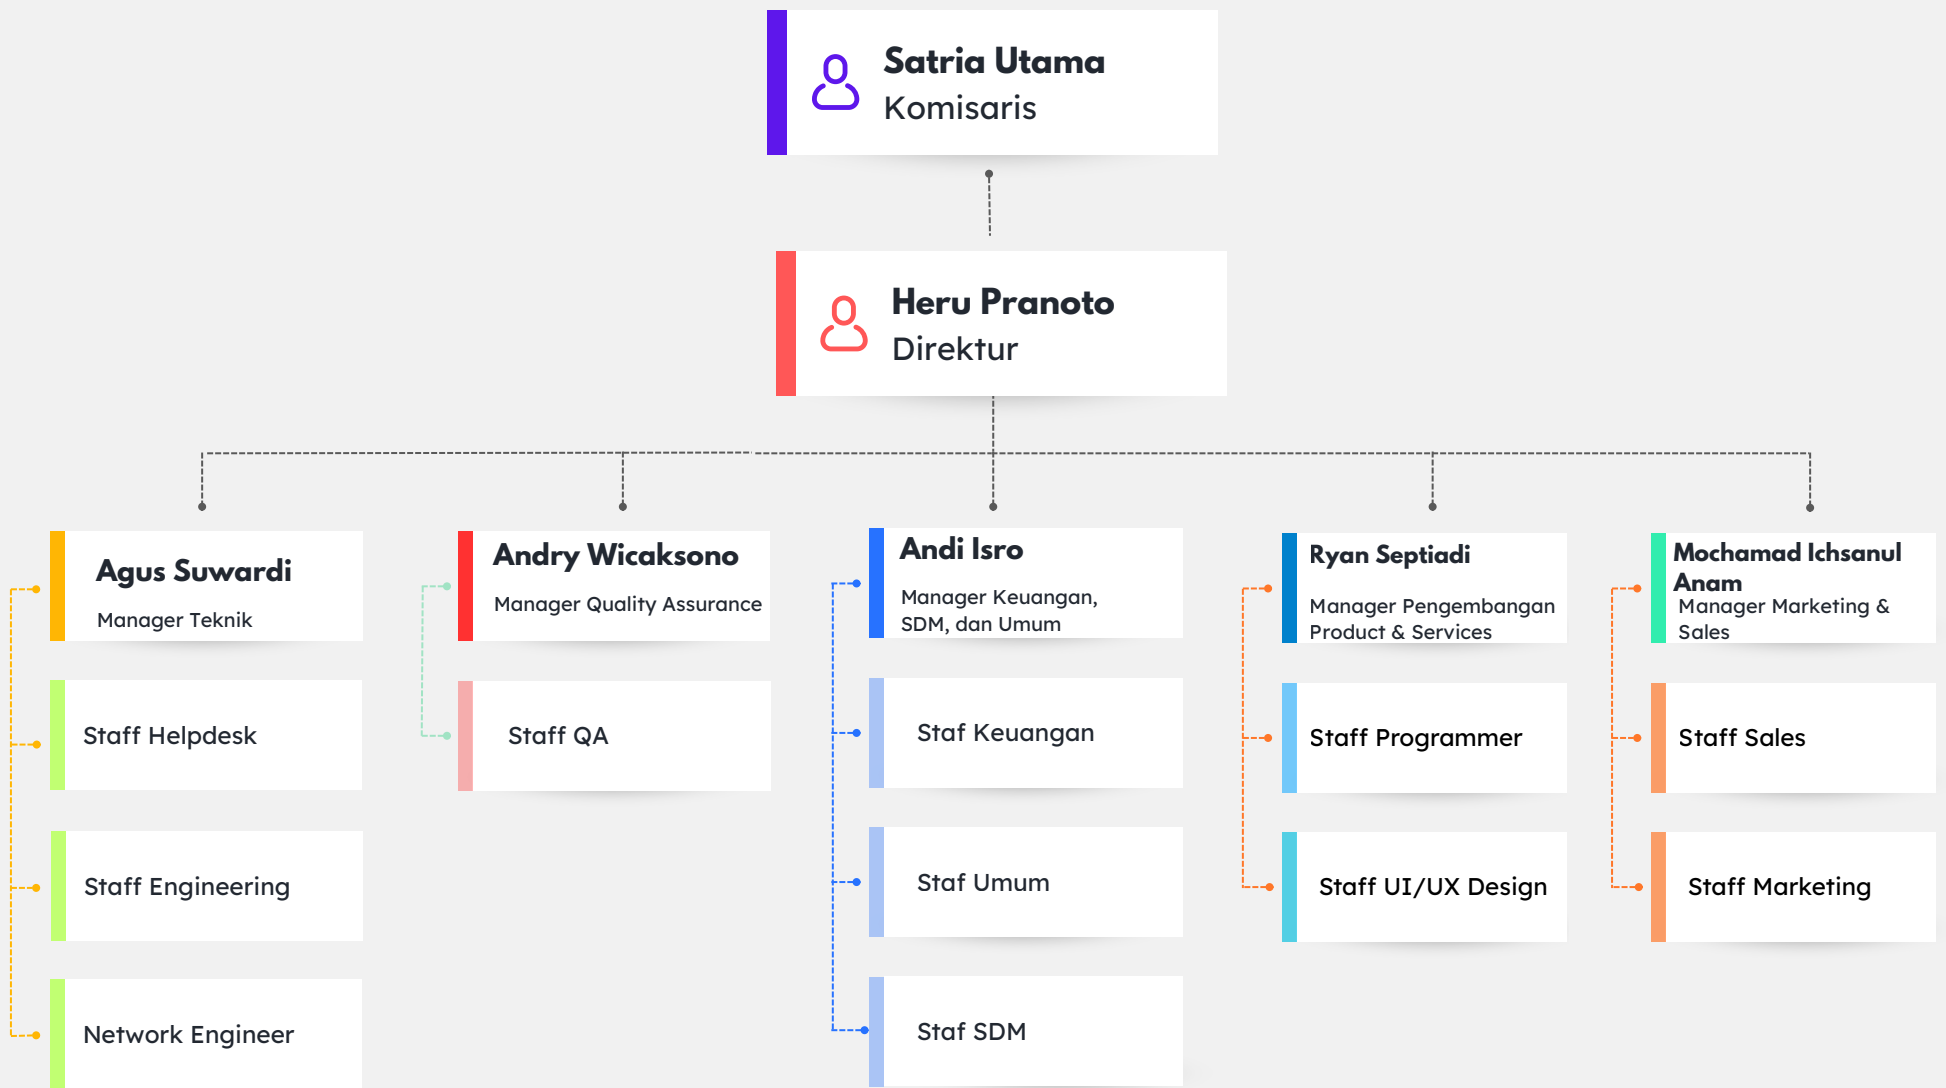 Satria Utama
Komisaris
Heru Pranoto
Direktur
Agus Suwardi
Manager Teknik
Staff Helpdesk
Staff Engineering
Network Engineer
Andry Wicaksono
Manager Quality Assurance
Staff QA
Andi Isro
Manager Keuangan,
SDM, dan Umum
Staf Keuangan
Staf Umum
Staf SDM
Ryan Septiadi
Manager Pengembangan
Product & Services
Staff Programmer
Staff UI/UX Design
Mochamad Ichsanul
Anam
Manager Marketing &
Sales
Staff Sales
Staff Marketing